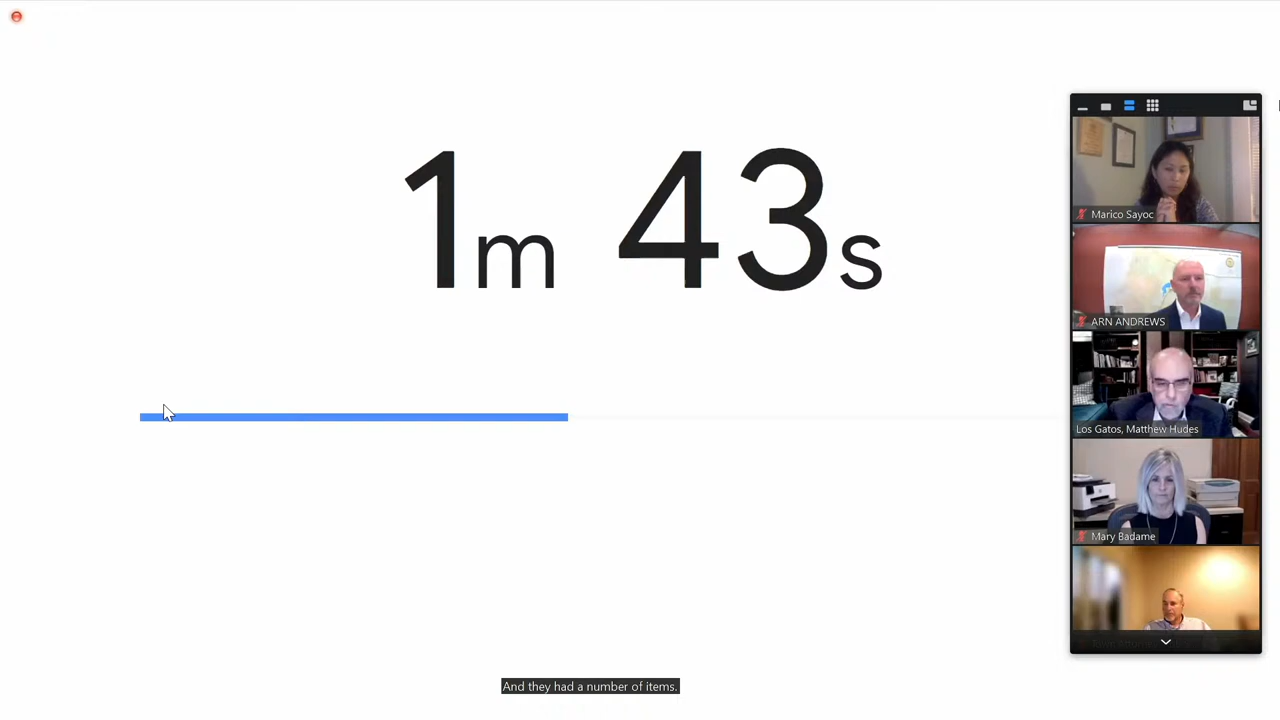 1m 43s
Marico Sayoc
ARN ANDREWS
Los Gatos, Matthew Hudes
Mary Badame
And they had a number of items.